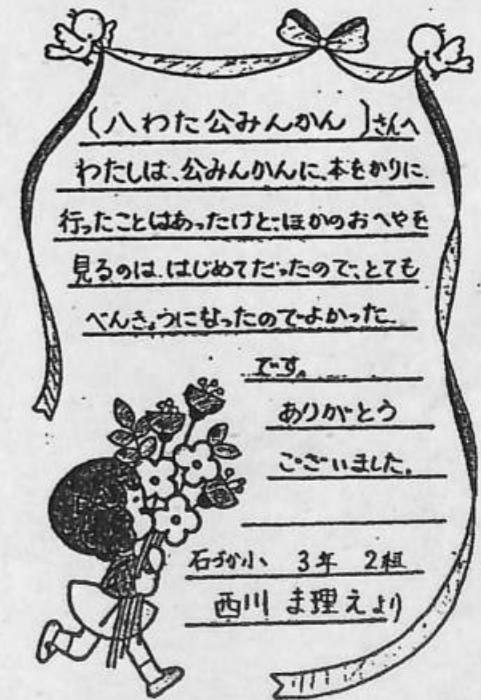 (八わた公みんかん)さんへ
わたしは、公みんかんに、本をかりに
行ったことはあったけど、ほかのおへやを
見るのは、はじめてだったので、とても
べんきょうになったのでよかった
です。
ありがとう
ございました。
石づか小 3年 2組
西川 ま理えより